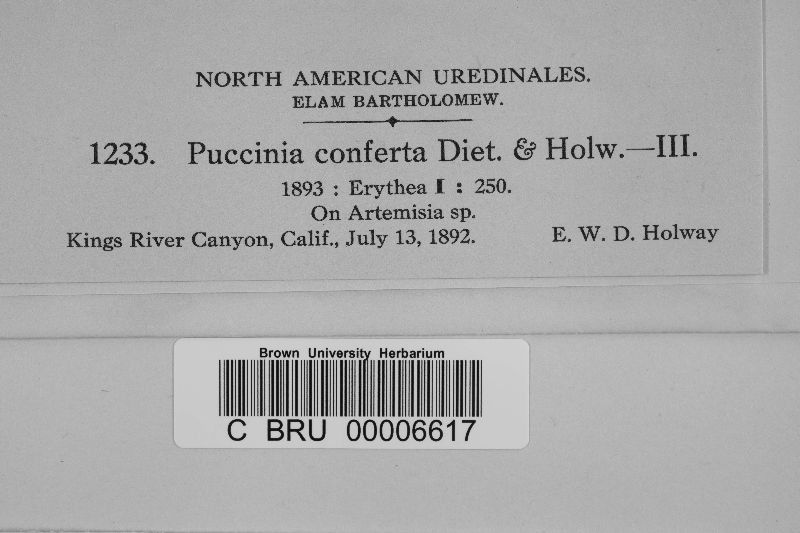 NORTH AMERICAN UREDINALES.
ELAM BARTHOLOMEW.
1233. Puccinia conferta Diet. & Holw.—III.
1893 : Erythea I : 250.
On Artemisia sp.
Kings River Canyon, Calif., July 13, 1892. E. W. D. Holway
Brown University Herbarium
C BRU 00006617